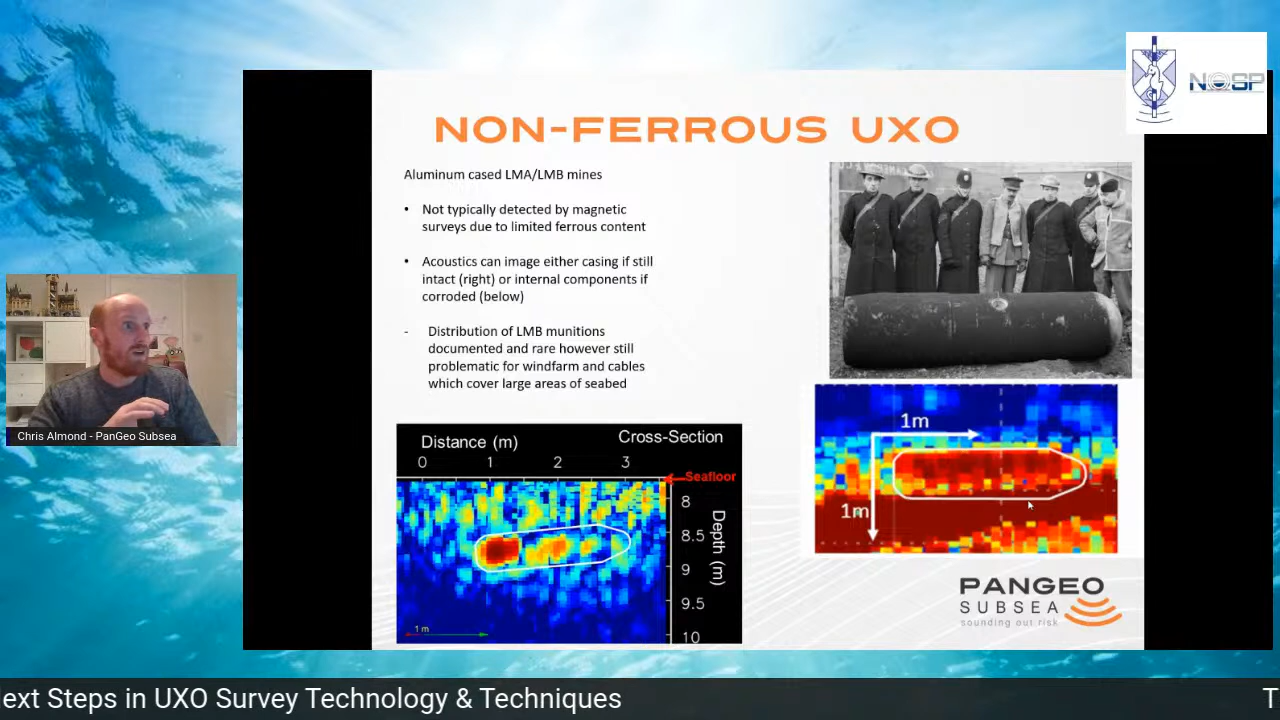 NOSP
NON-FERROUS UXO
Aluminum cased LMA/LMB mines
• Not typically detected by magnetic
surveys due to limited ferrous content
• Acoustics can image either casing if still
intact (right) or internal components if
corroded (below)
- Distribution of LMB munitions
documented and rare however still
problematic for windfarm and cables
which cover large areas of seabed
Chris Almond - PanGeo Subsea
Distance (m)
Cross-Section
0 1 2 3
Seafloor
8
8.5
9
9.5
10
Depth (m)
1 m
1m
1m
PANGEO
SUBSEA
sounding out risk
ext Steps in UXO Survey Technology & Techniques
T